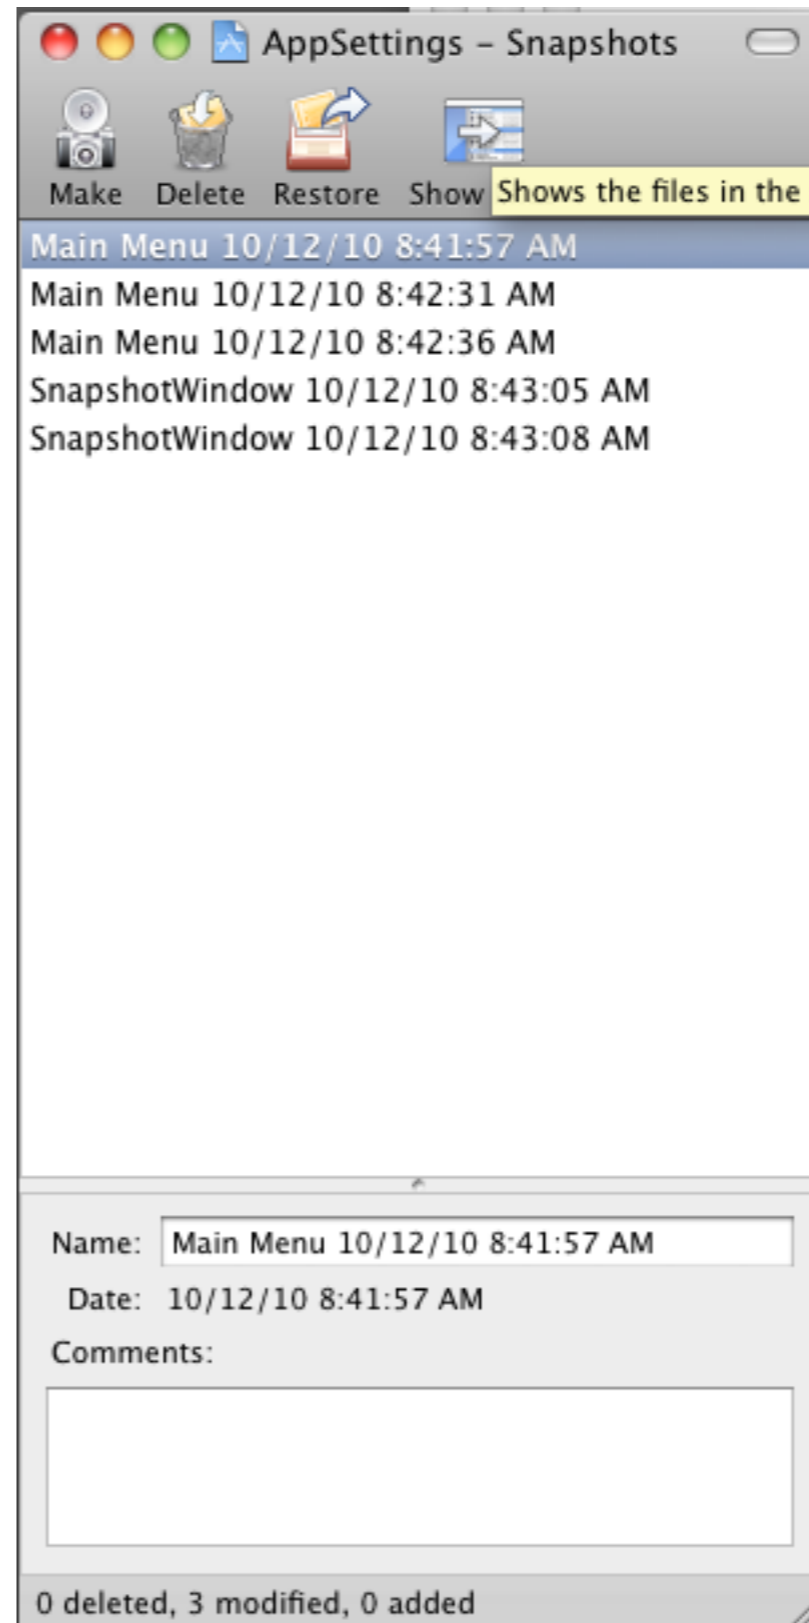 AppSettings – Snapshots
Make Delete Restore Show Shows the files in the
Main Menu 10/12/10 8:41:57 AM
Main Menu 10/12/10 8:42:31 AM
Main Menu 10/12/10 8:42:36 AM
SnapshotWindow 10/12/10 8:43:05 AM
SnapshotWindow 10/12/10 8:43:08 AM
Name: Main Menu 10/12/10 8:41:57 AM
Date: 10/12/10 8:41:57 AM
Comments:
0 deleted, 3 modified, 0 added